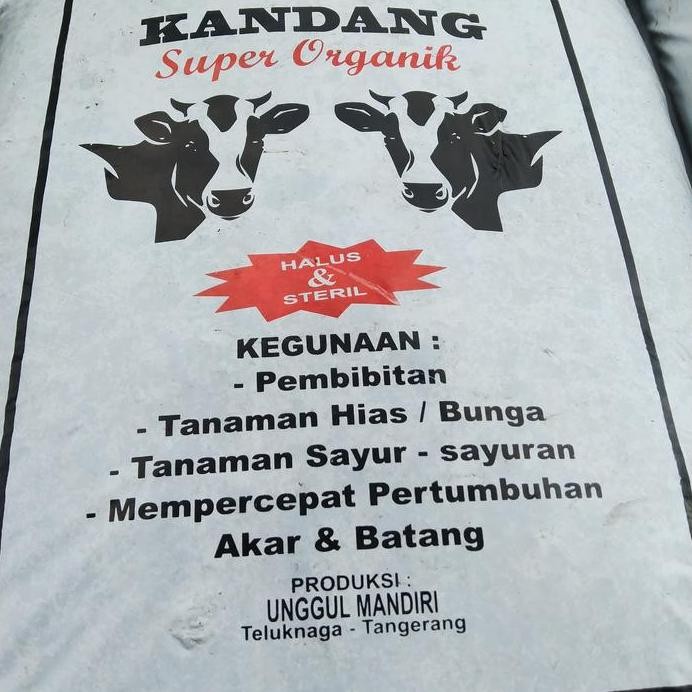 KANDANG
Super Organik
HALUS
&
STERIL
KEGUNAAN :
- Pembibitan
- Tanaman Hias / Bunga
- Tanaman Sayur - sayuran
- Mempercepat Pertumbuhan
Akar & Batang
PRODUKSI :
UNGGUL MANDIRI
Teluknaga - Tangerang